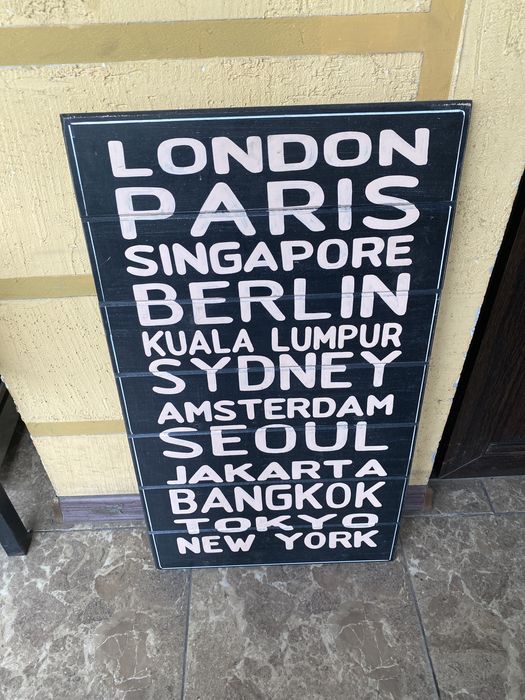 LONDON
PARIS
SINGAPORE
BERLIN
KUALA LUMPUR
SYDNEY
AMSTERDAM
SEOUL
JAKARTA
BANGKOK
TOKYO
NEW YORK